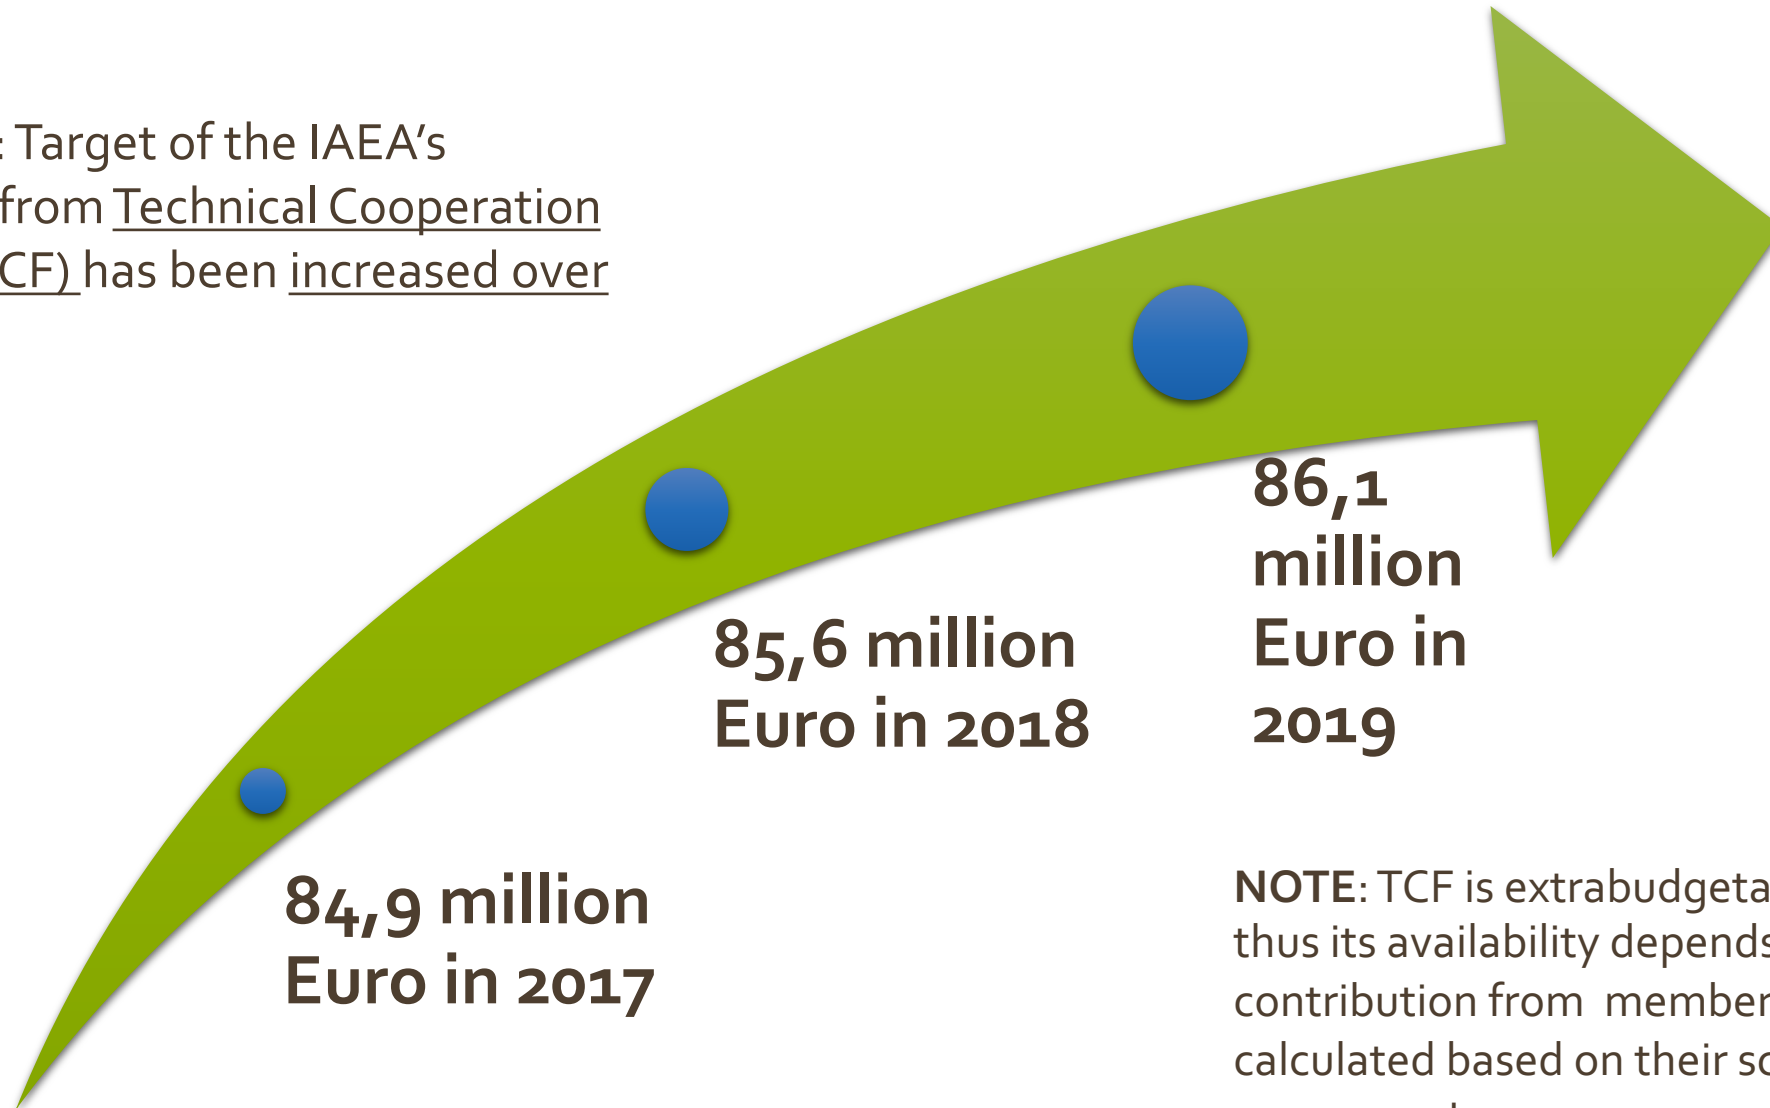 : Target of the IAEA’s
from Technical Cooperation
CF) has been increased over
86,1
million
Euro in
2019
85,6 million
Euro in 2018
84,9 million
Euro in 2017
NOTE: TCF is extrabudgeta
thus its availability depends
contribution from member
calculated based on their sc